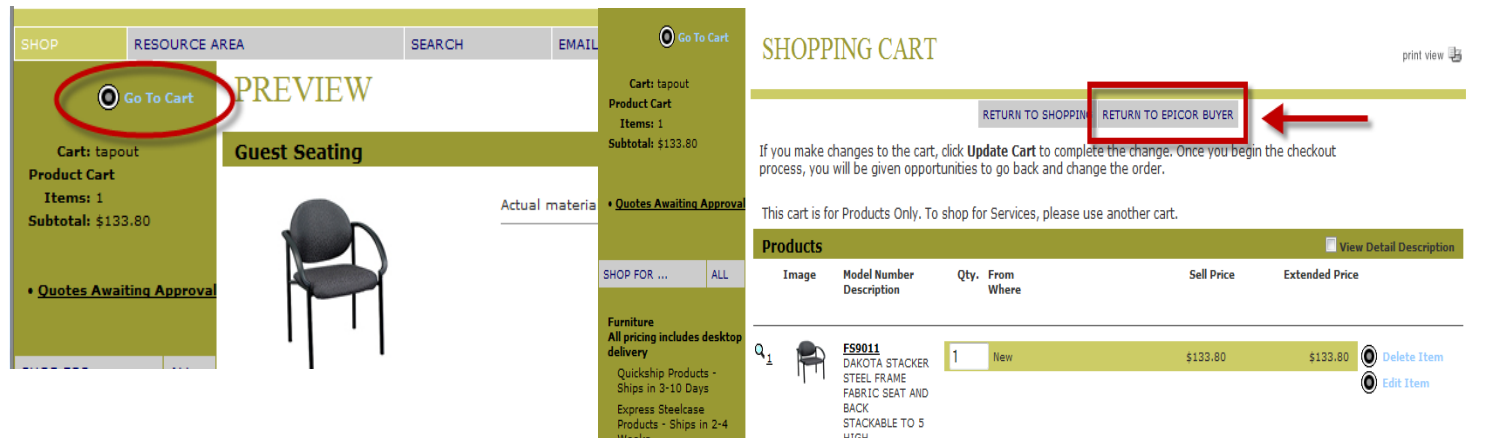 SHOP
RESOURCE AREA
SEARCH
EMAIL
Go To Cart
PREVIEW
Cart: tapout
Product Cart
Items: 1
Subtotal: $133.80
• Quotes Awaiting Approval
Guest Seating
Actual materia
Go To Cart
Cart: tapout
Product Cart
Items: 1
Subtotal: $133.80
• Quotes Awaiting Approval
SHOP FOR ...
ALL
Furniture
All pricing includes desktop
delivery
Quickship Products -
Ships in 3-10 Days
Express Steelcase
Products - Ships in 2-4
SHOPPING CART
print view
RETURN TO SHOPPING
RETURN TO EPICOR BUYER
If you make changes to the cart, click Update Cart to complete the change. Once you begin the checkout
process, you will be given opportunities to go back and change the order.
This cart is for Products Only. To shop for Services, please use another cart.
Products
View Detail Description
Image
Model Number
Description
Qty.
From
Where
Sell Price
Extended Price
1
FS9011
DAKOTA STACKER
STEEL FRAME
FABRIC SEAT AND
BACK
STACKABLE TO 5
HIGH
1
New
$133.80
$133.80
Delete Item
Edit Item